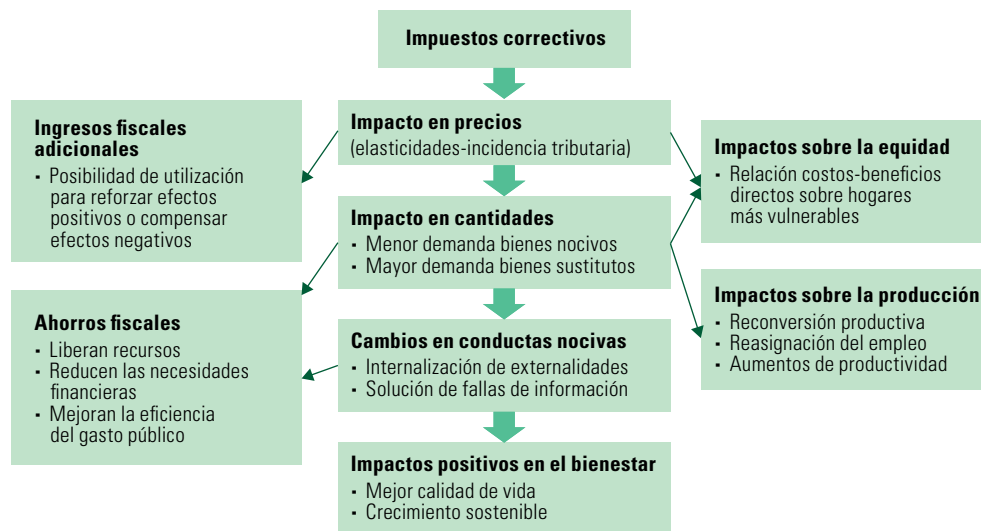 Impuestos correctivos
Impacto en precios
(elasticidades-incidencia tributaria)
Ingresos fiscales
adicionales
▪ Posibilidad de utilización
para reforzar efectos
positivos o compensar
efectos negativos
Impactos sobre la equidad
▪ Relación costos-beneficios
directos sobre hogares
más vulnerables
Impacto en cantidades
▪ Menor demanda bienes nocivos
▪ Mayor demanda bienes sustitutos
Ahorros fiscales
▪ Liberan recursos
▪ Reducen las necesidades
financieras
▪ Mejoran la eficiencia
del gasto público
Impactos sobre la producción
▪ Reconversión productiva
▪ Reasignación del empleo
▪ Aumentos de productividad
Cambios en conductas nocivas
▪ Internalización de externalidades
▪ Solución de fallas de información
Impactos positivos en el bienestar
▪ Mejor calidad de vida
▪ Crecimiento sostenible